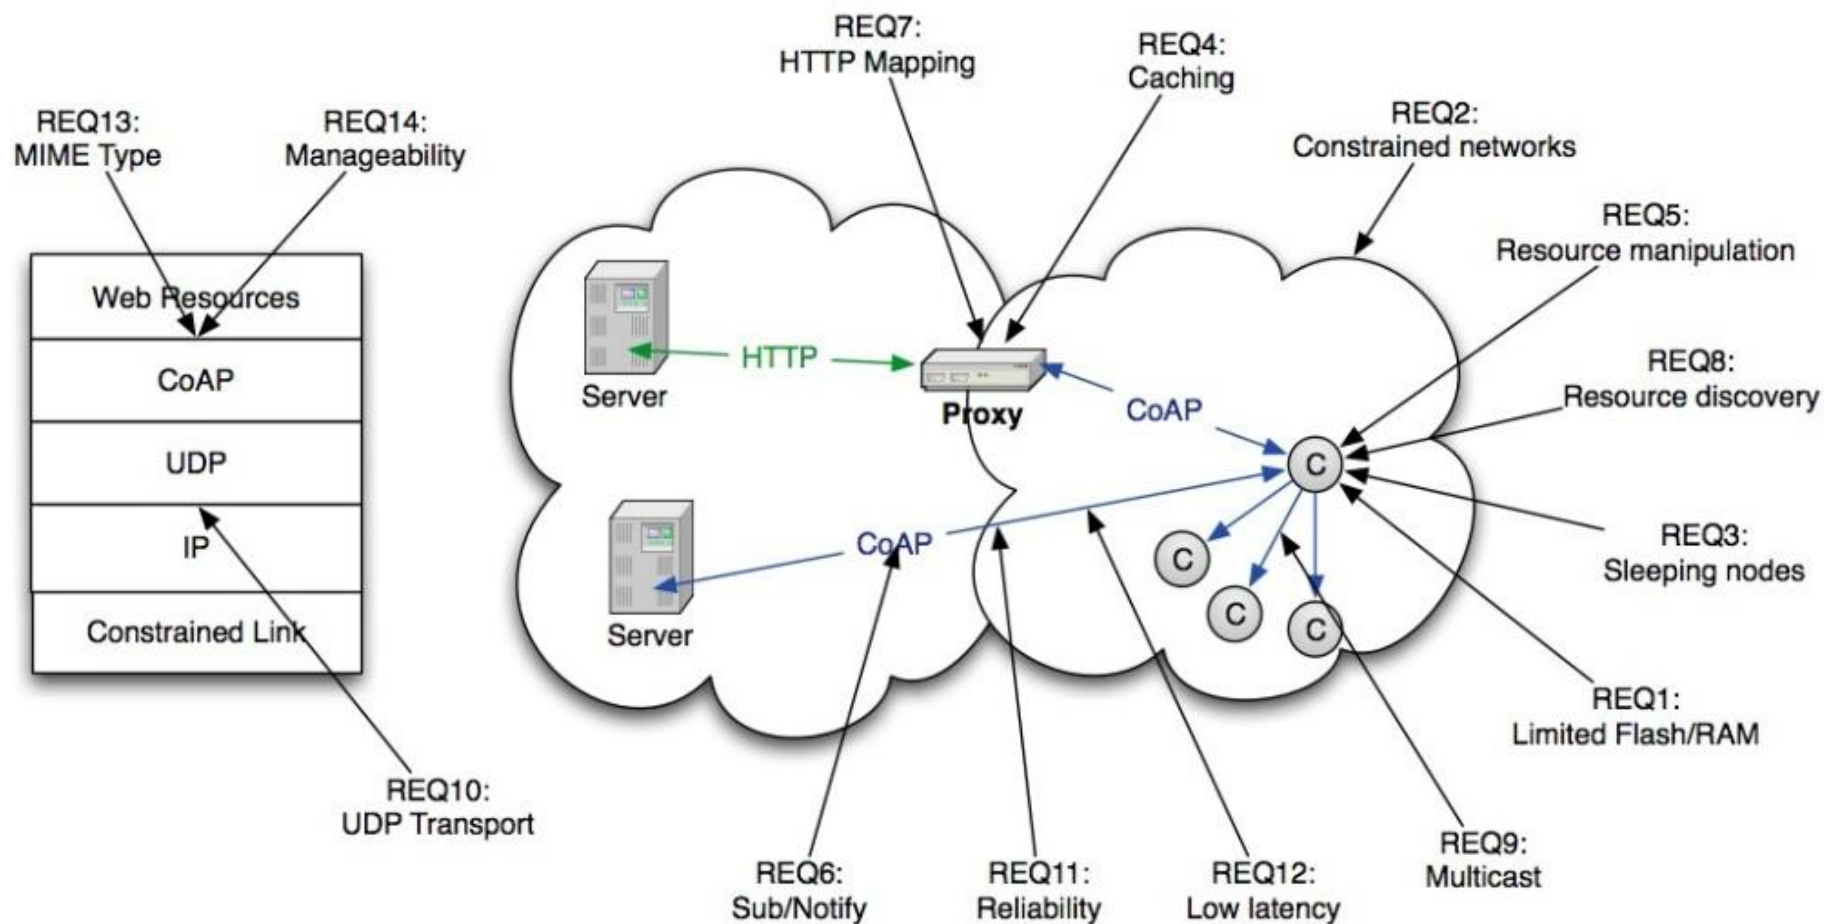 REQ7:
HTTP Mapping
REQ4:
Caching
REQ13:
MIME Type
REQ14:
Manageability
REQ2:
Constrained networks
REQ5:
Resource manipulation
Web Resources
CoAP
UDP
IP
Constrained Link
Server
HTTP
Proxy
CoAP
REQ8:
Resource discovery
C
Server
CoAP
C
C
C
REQ3:
Sleeping nodes
REQ1:
Limited Flash/RAM
REQ10:
UDP Transport
REQ6:
Sub/Notify
REQ11:
Reliability
REQ12:
Low latency
REQ9:
Multicast